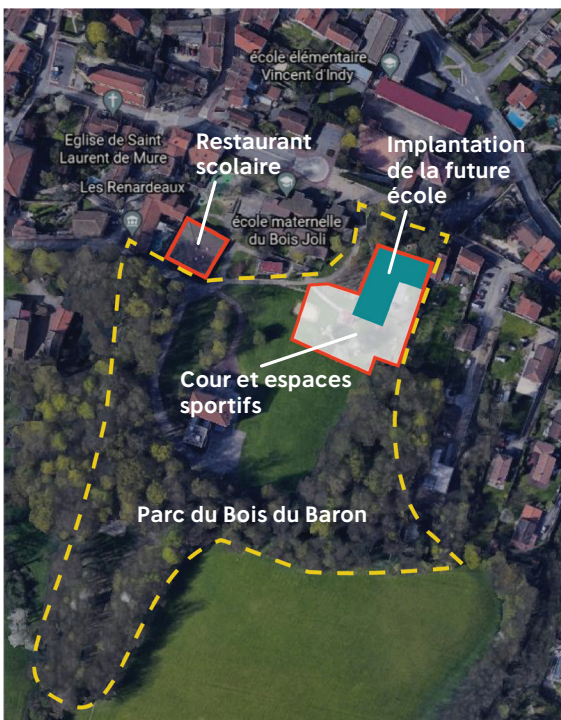 école élémentaire
Vincent d'Indy
Eglise de Saint
Laurent de Mure
Restaurant
scolaire
Implantation
de la future
école
Les Renardeaux
école maternelle
du Bois Joli
Cour et espaces
sportifs
Parc du Bois du Baron